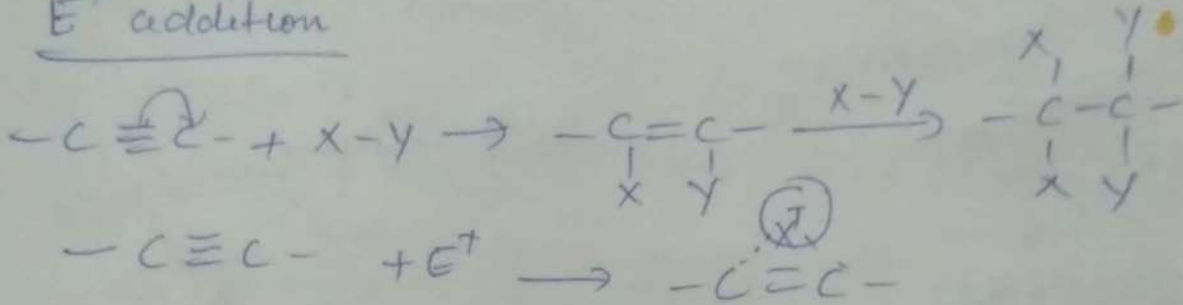 E addition
-C≡C- + X-Y → -C=C- X-Y → -C-C-
X Y X Y X Y
-C≡C- + E⁺ → -C=C-